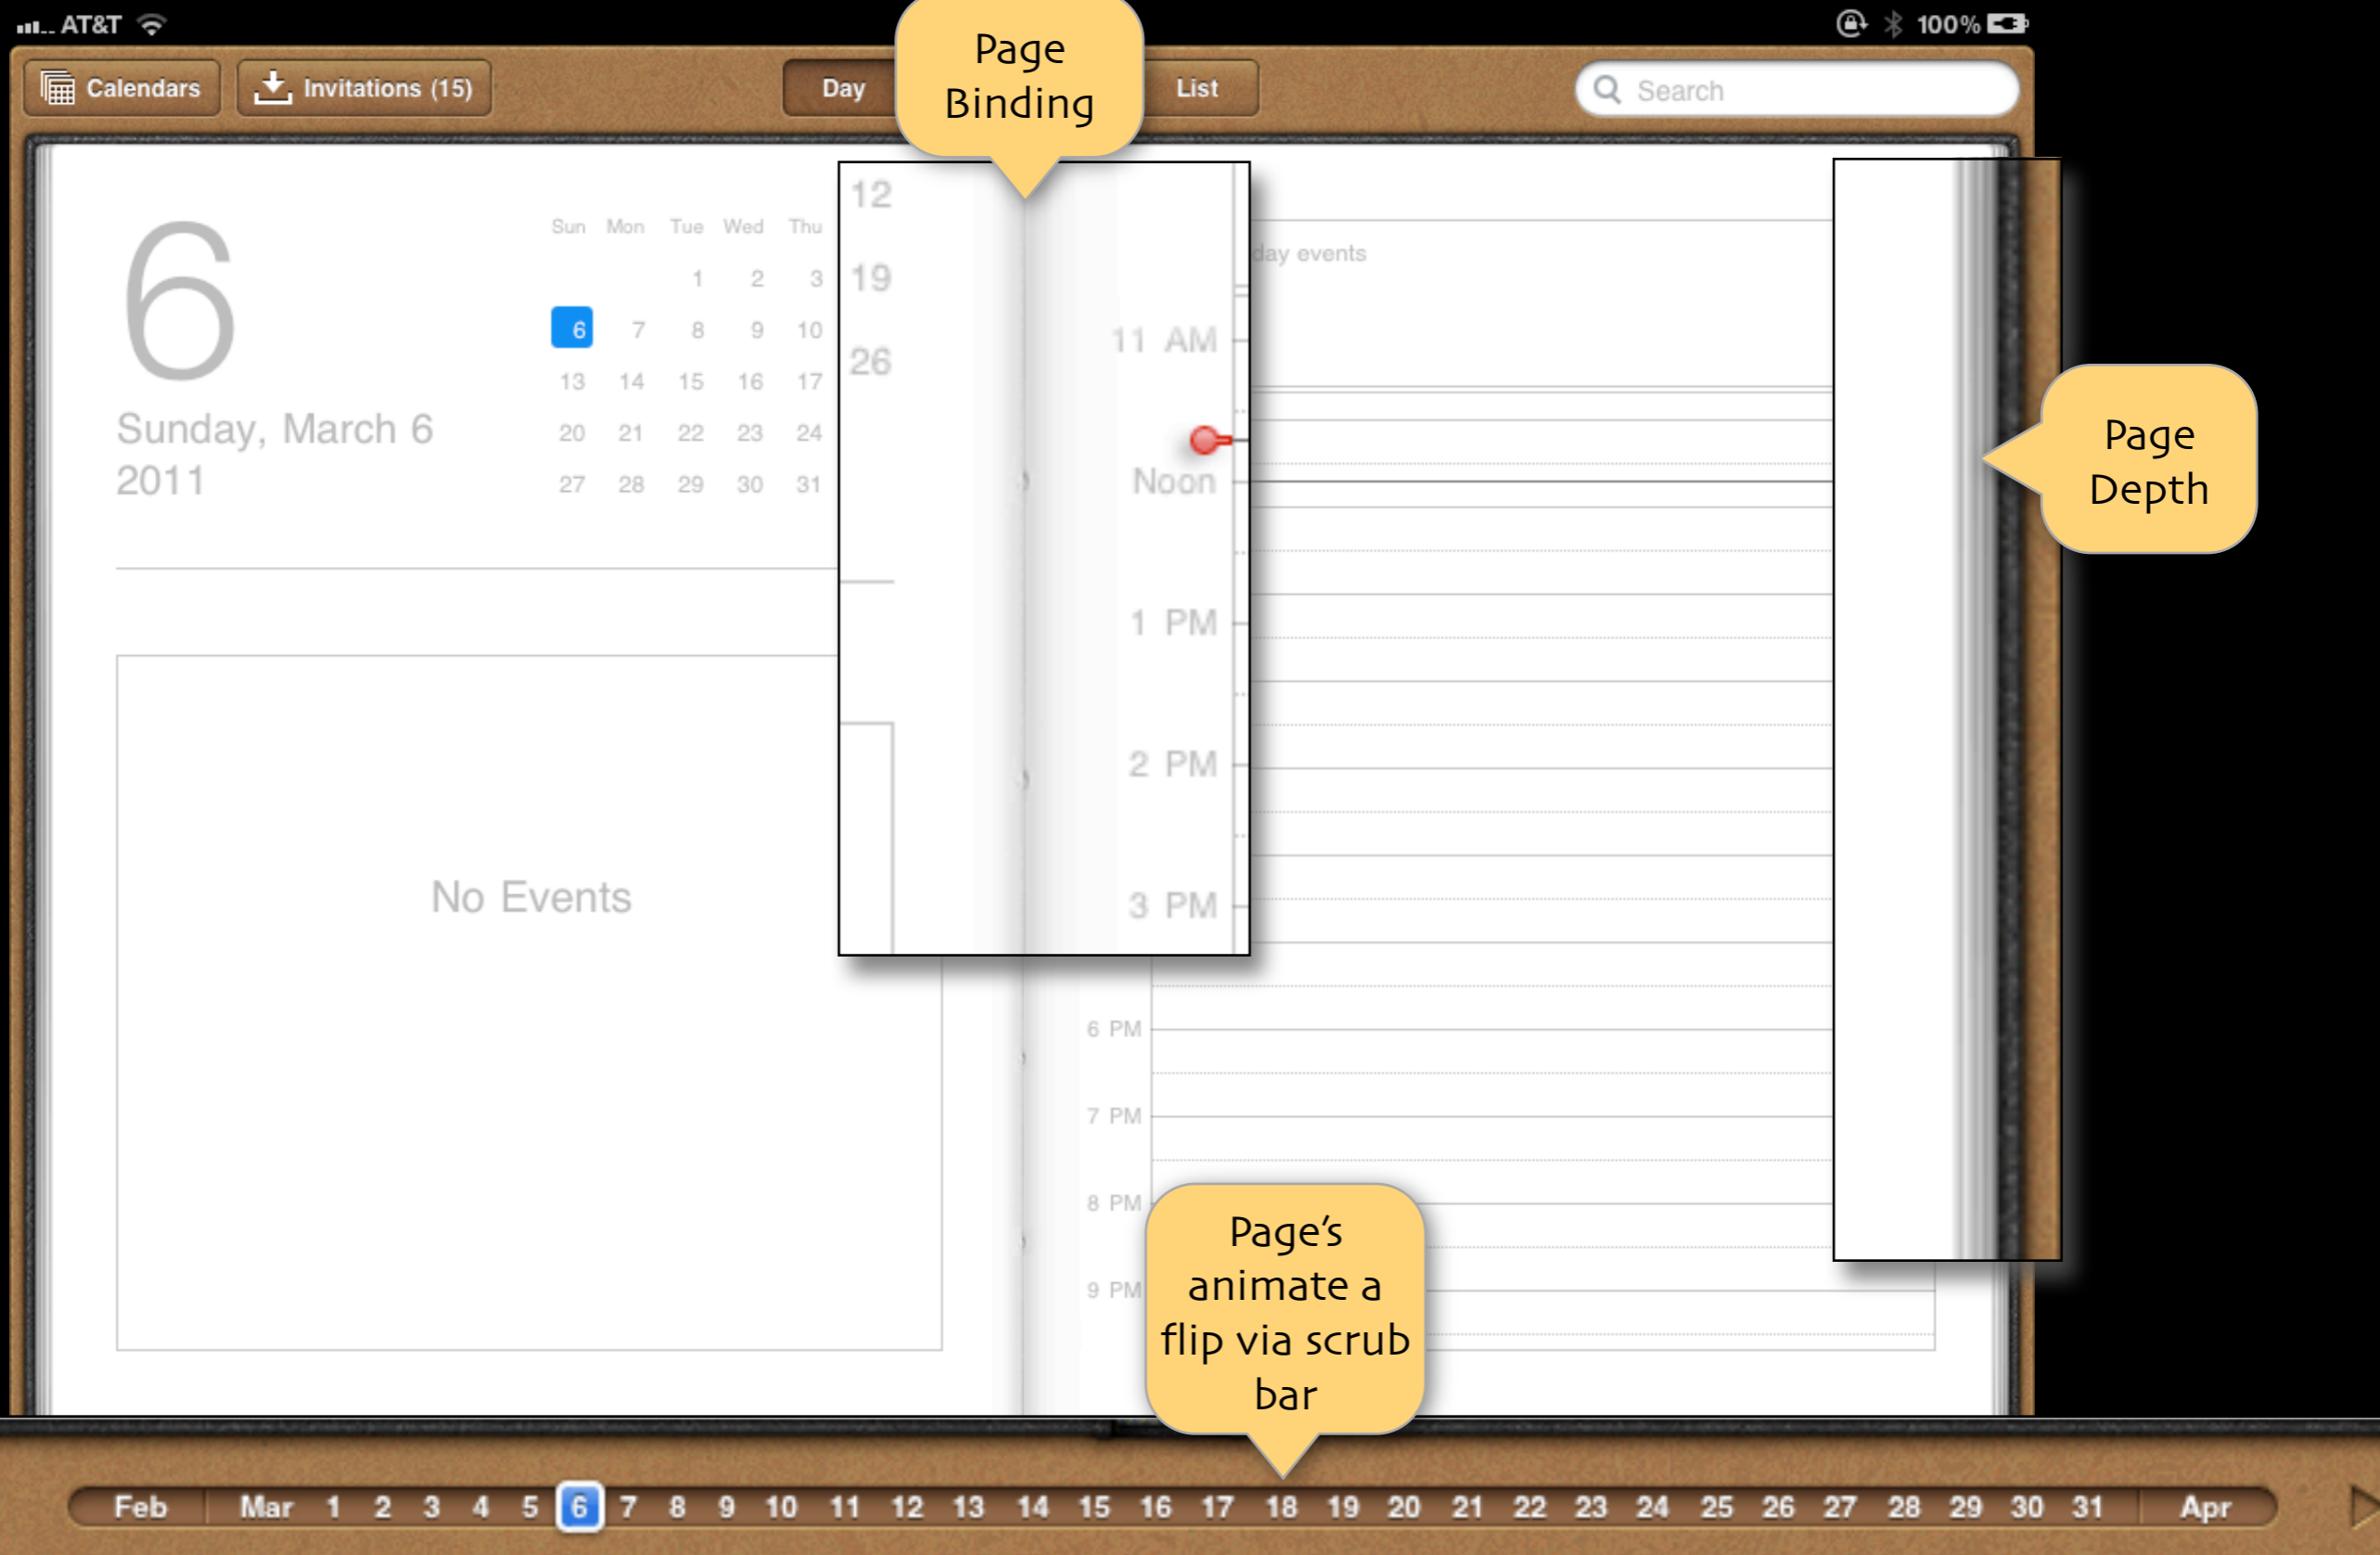 AT&T
100%
Calendars
Invitations (15)
Day
List
Search
Page
Binding
6
Sunday, March 6
2011
Sun Mon Tue Wed Thu
1 2 3
6 7 8 9 10
13 14 15 16 17
20 21 22 23 24
27 28 29 30 31
12
19
26
No Events
day events
11 AM
Noon
1 PM
2 PM
3 PM
6 PM
7 PM
8 PM
9 PM
Page
Depth
Page’s
animate a
flip via scrub
bar
Feb Mar 1 2 3 4 5 6 7 8 9 10 11 12 13 14 15 16 17 18 19 20 21 22 23 24 25 26 27 28 29 30 31 Apr